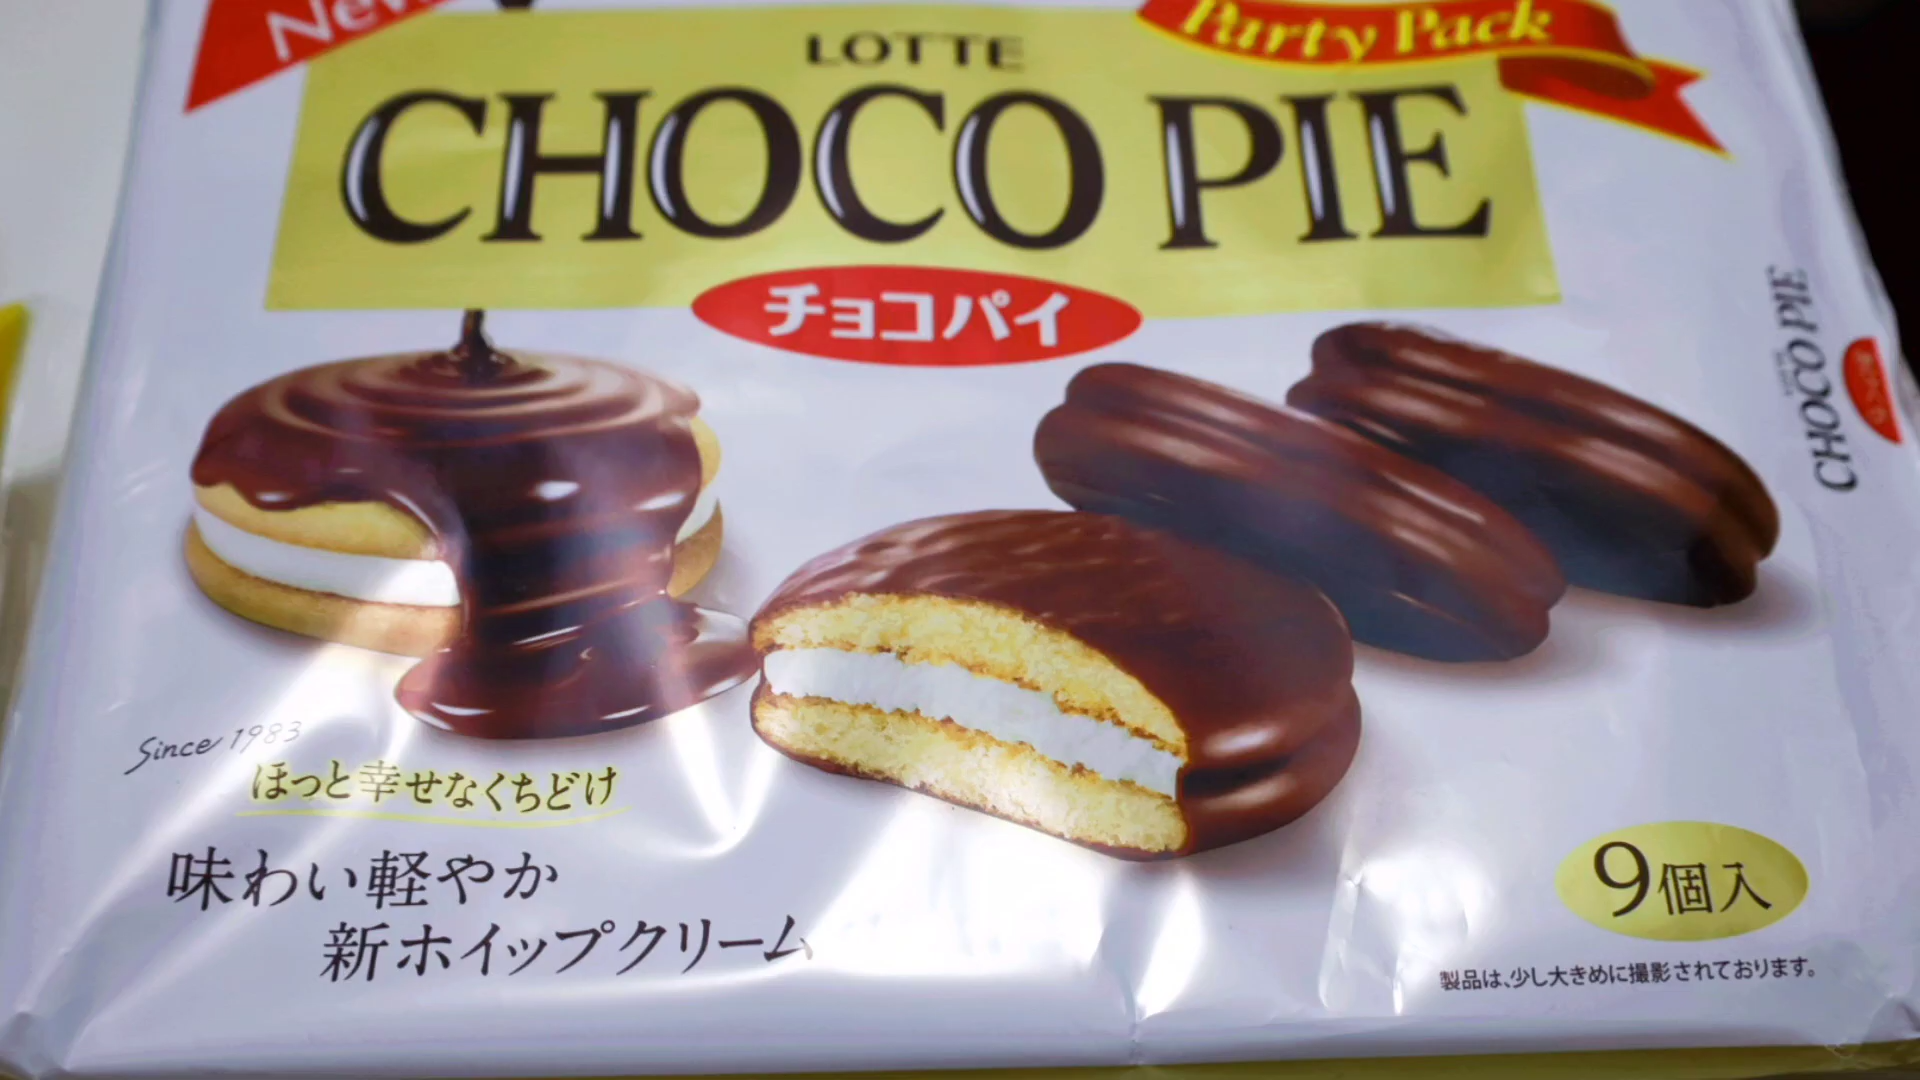 New
Party Pack
LOTTE
CHOCO PIE
チョコパイ
CHOCO PIE
Since 1983
ほっと幸せなくちどけ
味わい軽やか
新ホイップクリーム
9個入
製品は、少し大きめに撮影されております。